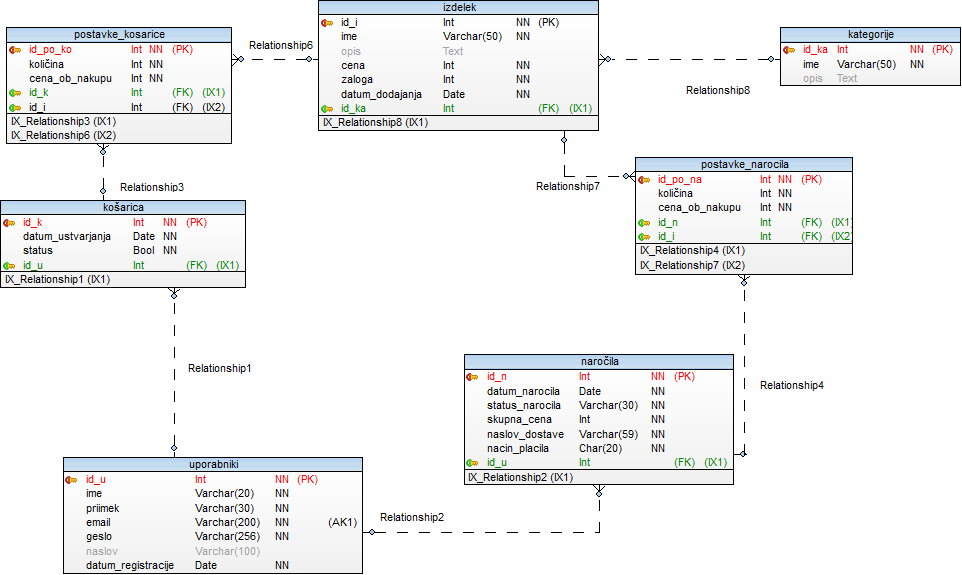 postavke_kosarice
id_po_ko Int NN (PK)
količina Int NN
cena_ob_nakupu Int NN
id_k Int (FK) (IX1)
id_i Int (FK) (IX2)
IX_Relationship3 (IX1)
IX_Relationship6 (IX2)
Relationship6
izdelek
id_i Int NN (PK)
ime Varchar(50) NN
opis Text
cena Int NN
zaloga Int NN
datum_dodajanja Date NN
id_ka Int (FK) (IX1)
IX_Relationship8 (IX1)
Relationship8
kategorije
id_ka Int NN (PK)
ime Varchar(50) NN
opis Text
Relationship3
Relationship7
postavke_narocila
id_po_na Int NN (PK)
količina Int NN
cena_ob_nakupu Int NN
id_n Int (FK) (IX1
id_i Int (FK) (IX2
IX_Relationship4 (IX1)
IX_Relationship7 (IX2)
košarica
id_k Int NN (PK)
datum_ustvarjanja Date NN
status Bool NN
id_u Int (FK) (IX1)
IX_Relationship1 (IX1)
Relationship1
naročila
id_n Int NN (PK)
datum_narocila Date NN
status_narocila Varchar(30) NN
skupna_cena Int NN
naslov_dostave Varchar(59) NN
nacin_placila Char(20) NN
id_u Int (FK) (IX1)
IX_Relationship2 (IX1)
Relationship4
uporabniki
id_u Int NN (PK)
ime Varchar(20) NN
priimek Varchar(30) NN
email Varchar(200) NN (AK1)
geslo Varchar(256) NN
naslov Varchar(100)
datum_registracije Date NN
Relationship2